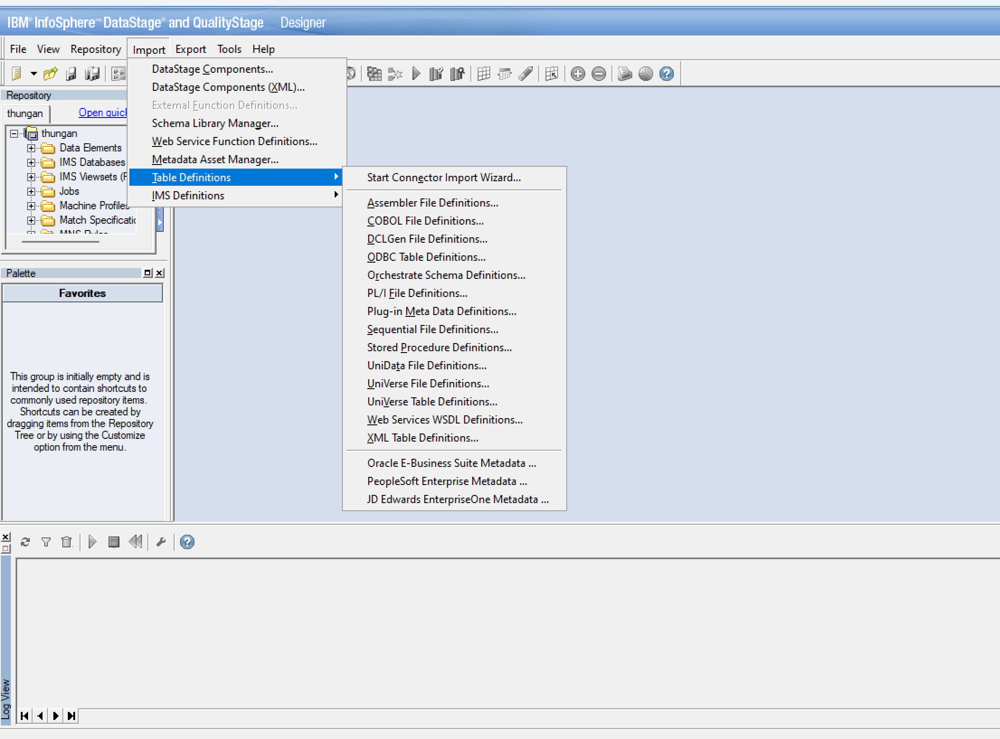 IBM® InfoSphere™ DataStage® and QualityStage Designer
File View Repository Import Export Tools Help
DataStage Components...
DataStage Components (XML)...
External Function Definitions...
Schema Library Manager...
Web Service Function Definitions...
Metadata Asset Manager...
Table Definitions
IMS Definitions
Start Connector Import Wizard...
Assembler File Definitions...
COBOL File Definitions...
DCLGen File Definitions...
ODBC Table Definitions...
Orchestrate Schema Definitions...
PL/I File Definitions...
Plug-in Meta Data Definitions...
Sequential File Definitions...
Stored Procedure Definitions...
UniData File Definitions...
UniVerse File Definitions...
UniVerse Table Definitions...
Web Services WSDL Definitions...
XML Table Definitions...
Oracle E-Business Suite Metadata ...
PeopleSoft Enterprise Metadata ...
JD Edwards EnterpriseOne Metadata ...
Repository
thungan Open quic
thungan
Data Elements
IMS Databases
IMS Viewsets (
Jobs
Machine Profiles
Match Specificati
MNS Rules
Palette
Favorites
This group is initially empty and is
intended to contain shortcuts to
commonly used repository items.
Shortcuts can be created by
dragging items from the Repository
Tree or by using the Customize
option from the menu.
Log View